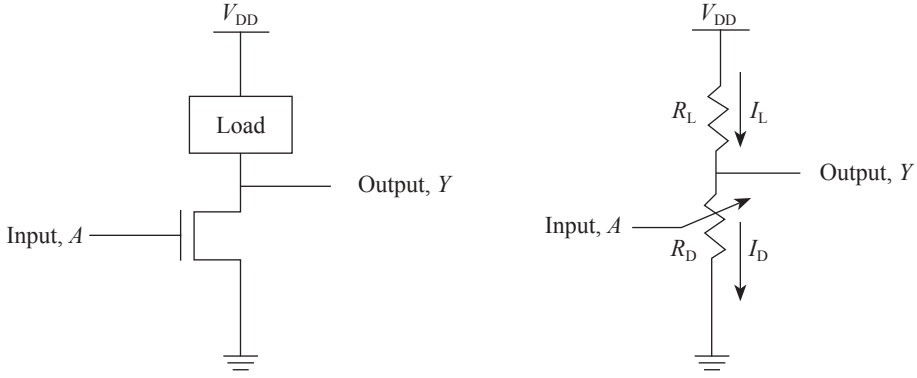 V_DD
Load
Output, Y
Input, A
V_DD
R_L
I_L
Output, Y
Input, A
R_D
I_D